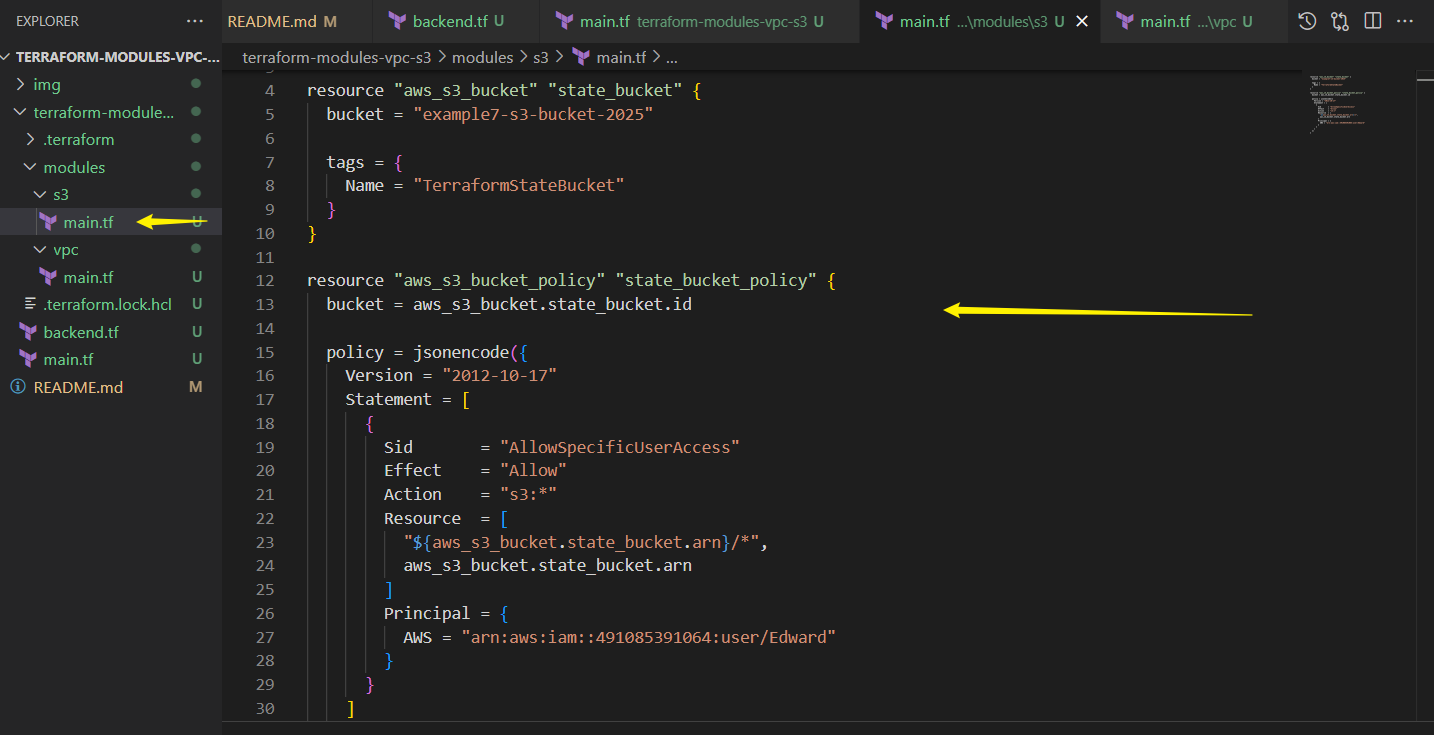 EXPLORER ...
README.md M
backend.tf U
main.tf terraform-modules-vpc-s3 U
main.tf ...\modules\s3 U
main.tf ...\vpc U
TERRAFORM-MODULES-VPC-...
img
terraform-module...
.terraform
modules
s3
main.tf U
vpc
main.tf U
.terraform.lock.hcl U
backend.tf U
main.tf U
README.md M
terraform-modules-vpc-s3 > modules > s3 > main.tf > ...
4 resource "aws_s3_bucket" "state_bucket" {
5 bucket = "example7-s3-bucket-2025"
6
7 tags = {
8 Name = "TerraformStateBucket"
9 }
10 }
11
12 resource "aws_s3_bucket_policy" "state_bucket_policy" {
13 bucket = aws_s3_bucket.state_bucket.id
14
15 policy = jsonencode({
16 Version = "2012-10-17"
17 Statement = [
18 {
19 Sid = "AllowSpecificUserAccess"
20 Effect = "Allow"
21 Action = "s3:*"
22 Resource = [
23 "${aws_s3_bucket.state_bucket.arn}/*",
24 aws_s3_bucket.state_bucket.arn
25 ]
26 Principal = {
27 AWS = "arn:aws:iam::491085391064:user/Edward"
28 }
29 }
30 ]